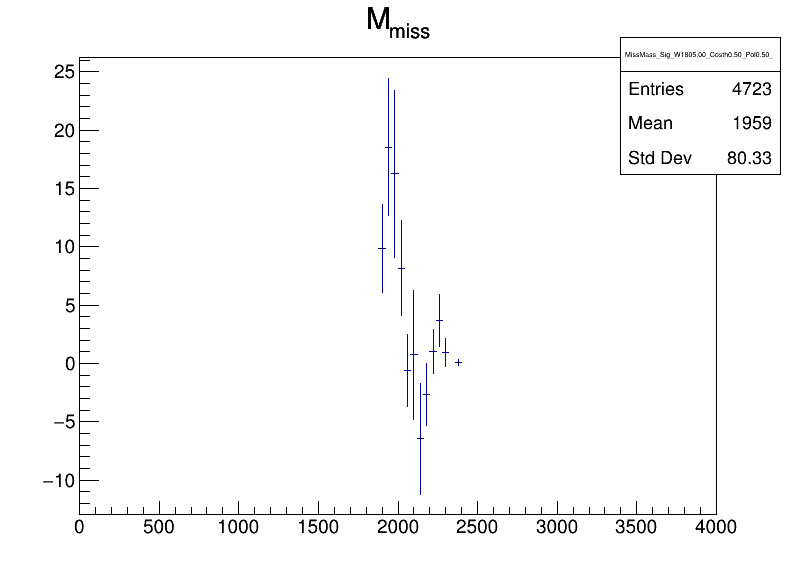 M_miss
MissMass_Sig_W1805.00_Costh0.50_Pol0.50_
Entries 4723
Mean 1959
Std Dev 80.33
25
20
15
10
5
0
−5
−10
0 500 1000 1500 2000 2500 3000 3500 4000